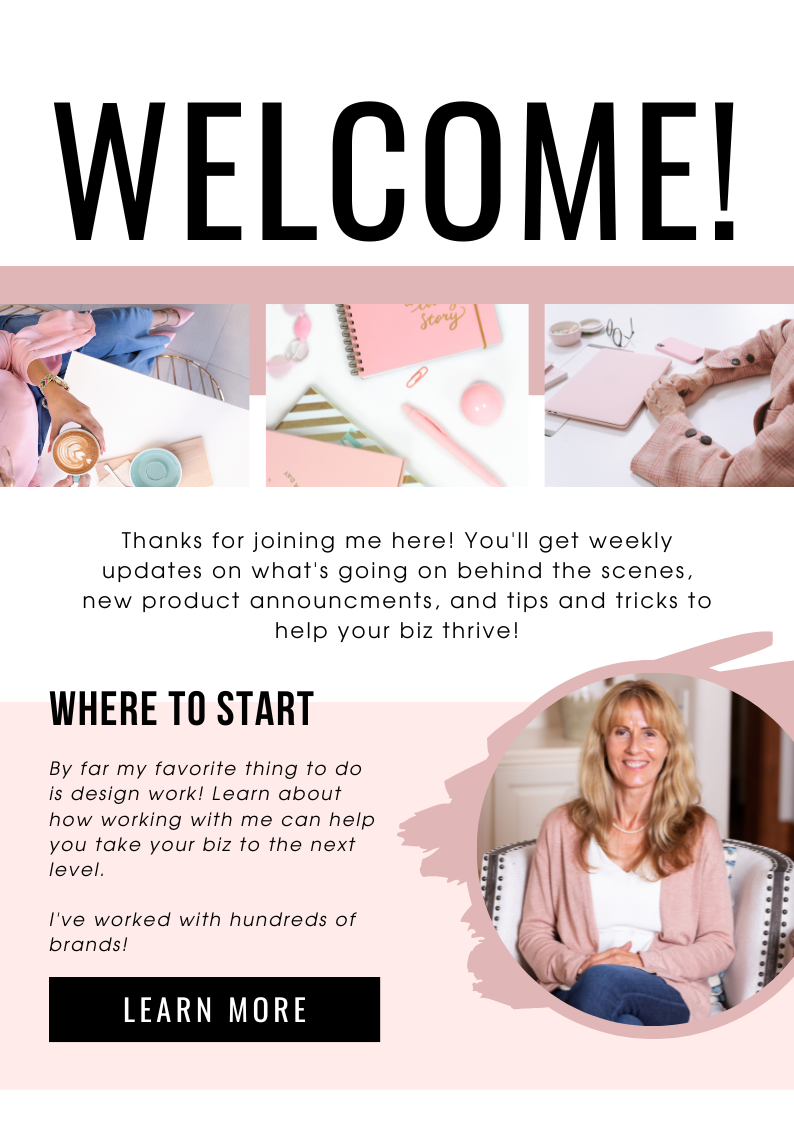 WELCOME!
story
A DAY
Thanks for joining me here! You'll get weekly
updates on what's going on behind the scenes,
new product announcments, and tips and tricks to
help your biz thrive!
WHERE TO START
By far my favorite thing to do
is design work! Learn about
how working with me can help
you take your biz to the next
level.
I've worked with hundreds of
brands!
LEARN MORE